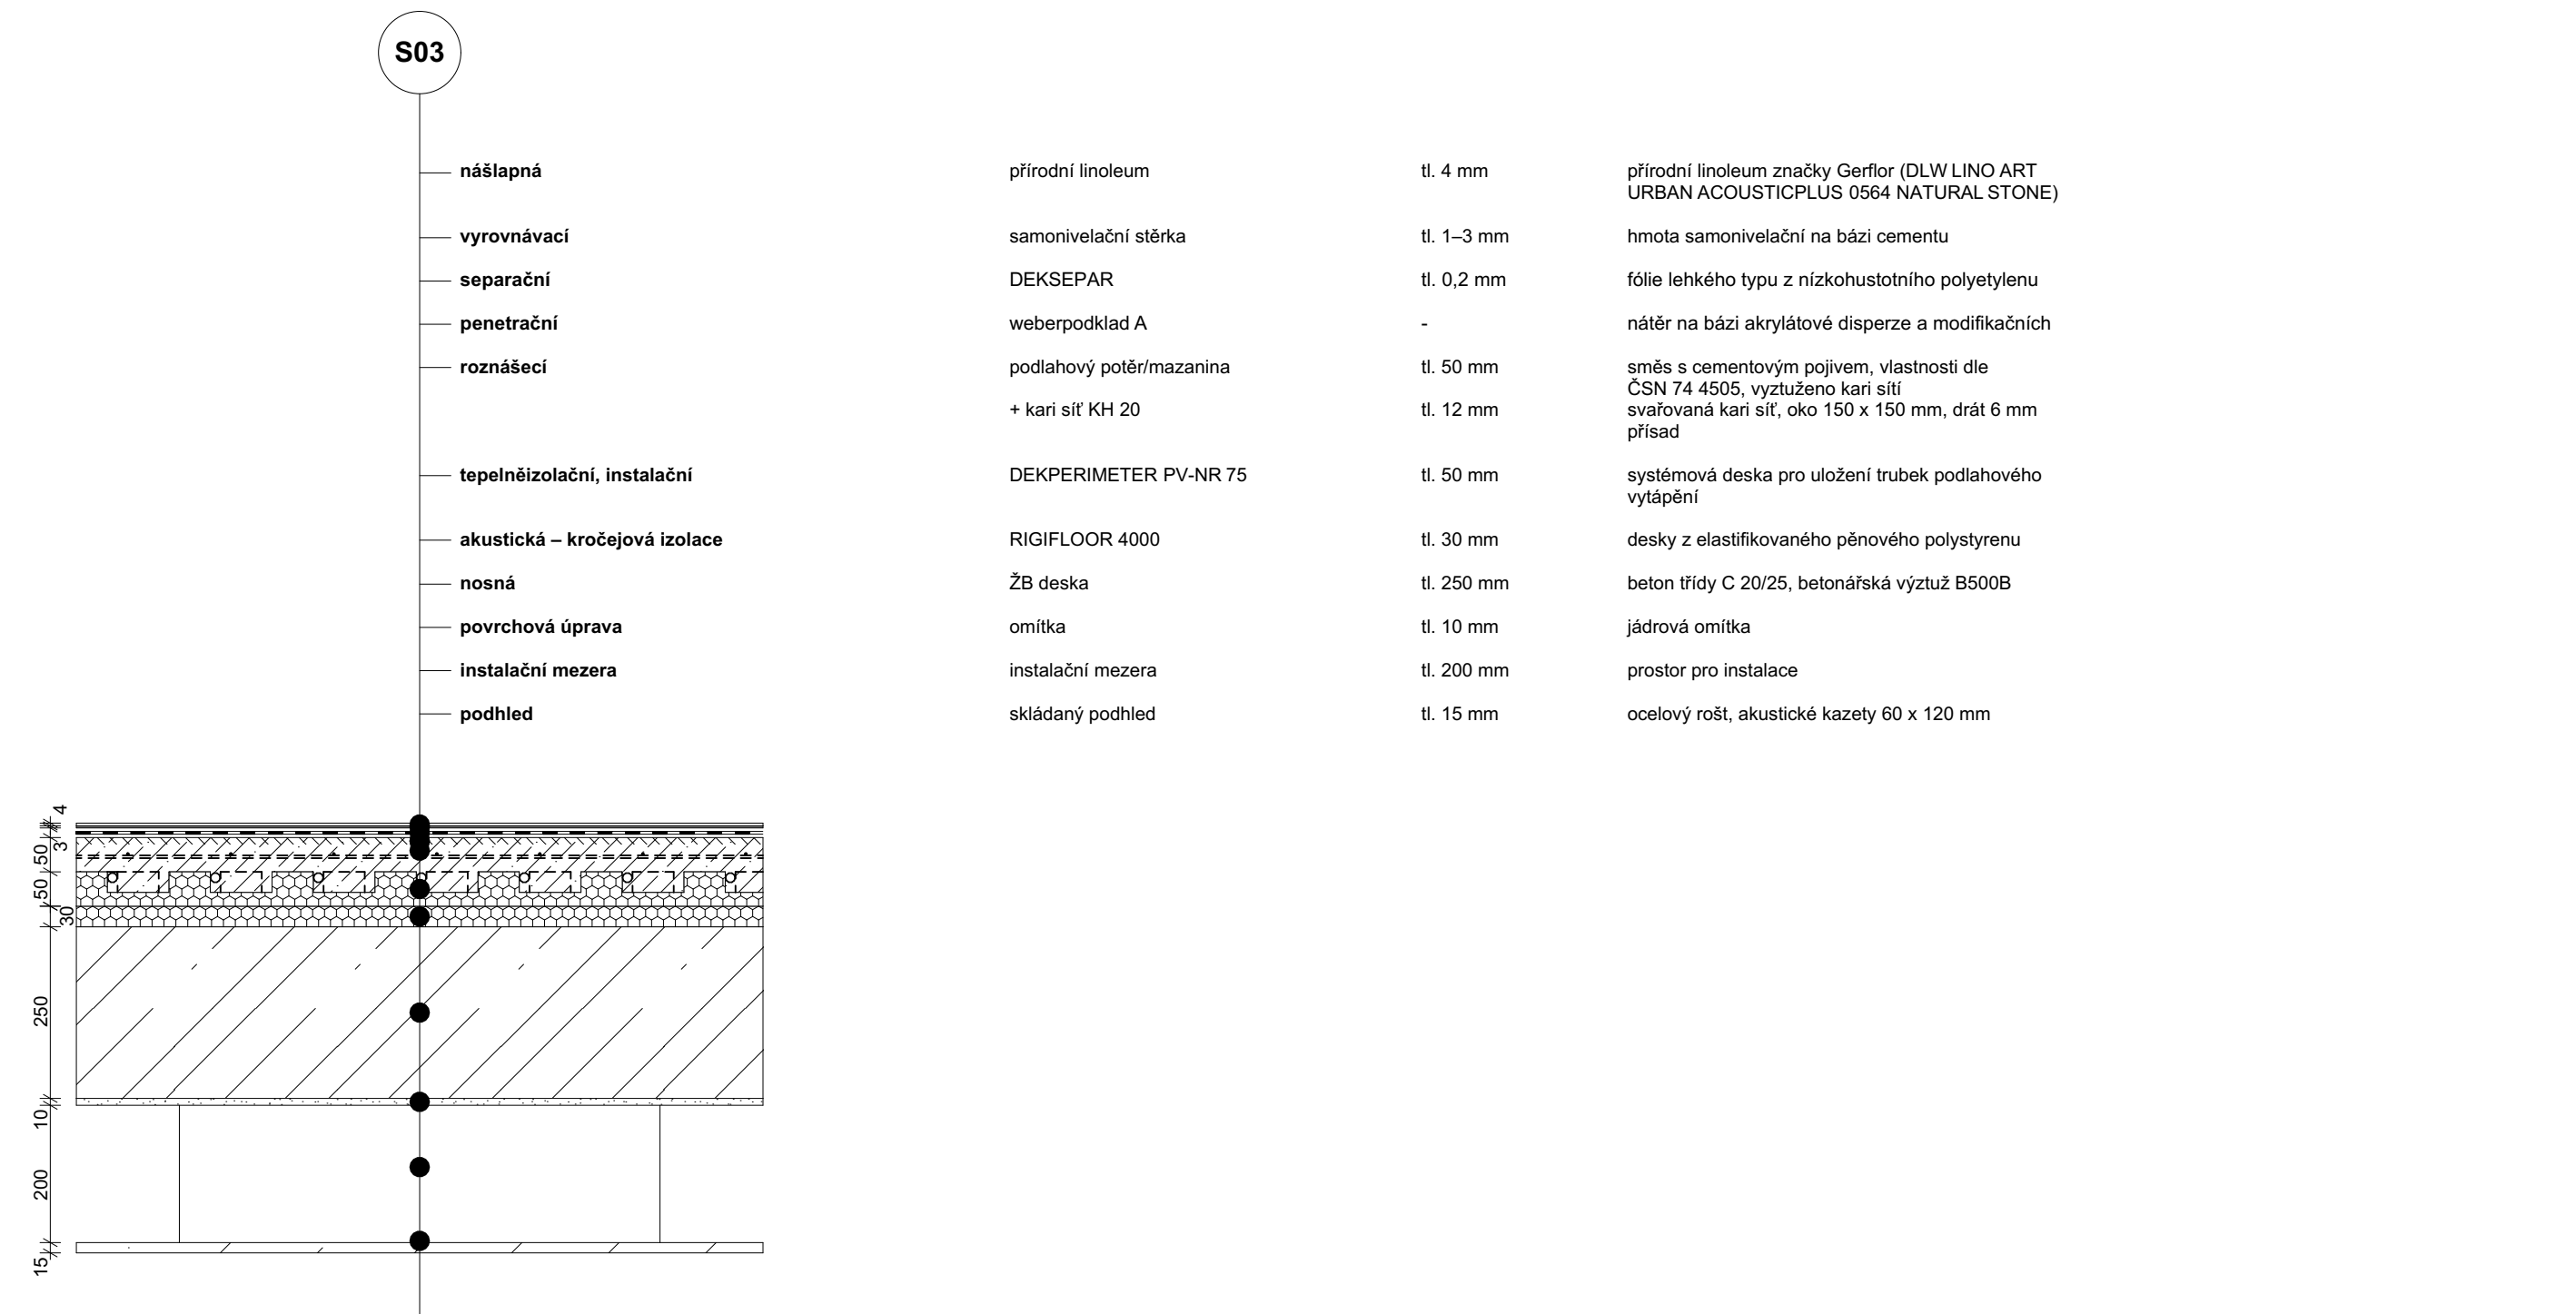 S03
nášlapná přírodní linoleum tl. 4 mm přírodní linoleum značky Gerflor (DLW LINO ART
URBAN ACOUSTICPLUS 0564 NATURAL STONE)
vyrovnávací samonivelační stěrka tl. 1–3 mm hmota samonivelační na bázi cementu
separační DEKSEPAR tl. 0,2 mm fólie lehkého typu z nízkohustotního polyetylenu
penetrační weberpodklad A - nátěr na bázi akrylátové disperze a modifikačních
roznášecí podlahový potěr/mazanina tl. 50 mm směs s cementovým pojivem, vlastnosti dle
ČSN 74 4505, vyztuženo kari sítí
+ kari síť KH 20 tl. 12 mm svařovaná kari síť, oko 150 x 150 mm, drát 6 mm
přísad
tepelněizolační, instalační DEKPERIMETER PV-NR 75 tl. 50 mm systémová deska pro uložení trubek podlahového
vytápění
akustická – kročejová izolace RIGIFLOOR 4000 tl. 30 mm desky z elastifikovaného pěnového polystyrenu
nosná ŽB deska tl. 250 mm beton třídy C 20/25, betonářská výztuž B500B
povrchová úprava omítka tl. 10 mm jádrová omítka
instalační mezera instalační mezera tl. 200 mm prostor pro instalace
podhled skládaný podhled tl. 15 mm ocelový rošt, akustické kazety 60 x 120 mm
4
3
50
50
30
250
10
200
15